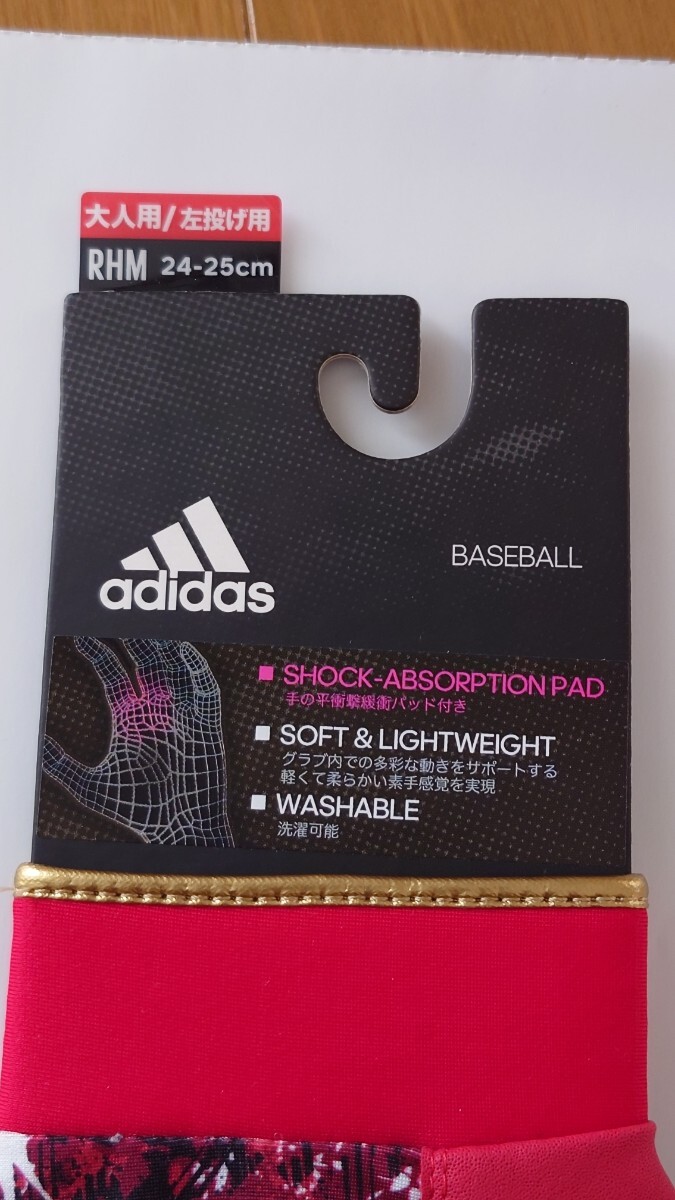 大人用/左投げ用
RHM 24-25cm
adidas
BASEBALL
■ SHOCK-ABSORPTION PAD
手の平衝撃緩衝パッド付き
■ SOFT & LIGHTWEIGHT
グラブ内での多彩な動きをサポートする
軽くて柔らかい素手感覚を実現
■ WASHABLE
洗濯可能